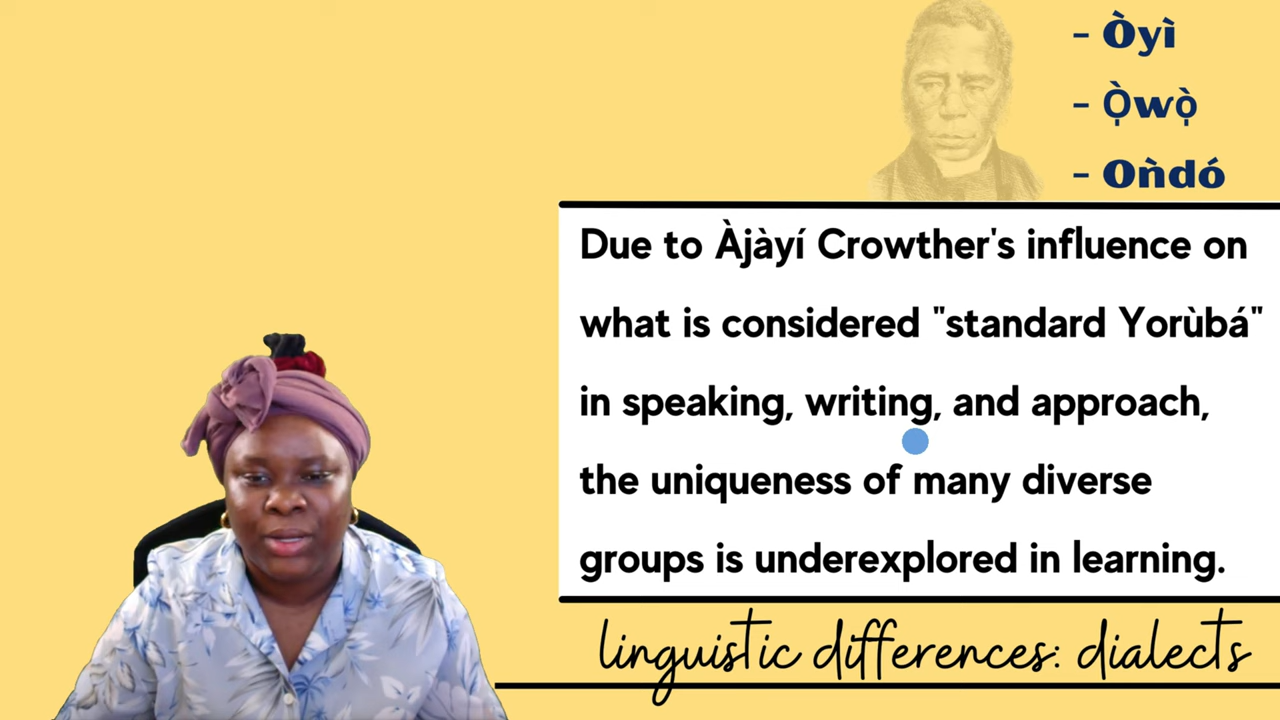 - Òyì
- Ọ̀wọ̀
- Oǹdó
Due to Àjàyí Crowther's influence on
what is considered "standard Yorùbá"
in speaking, writing, and approach,
the uniqueness of many diverse
groups is underexplored in learning.
linguistic differences: dialects